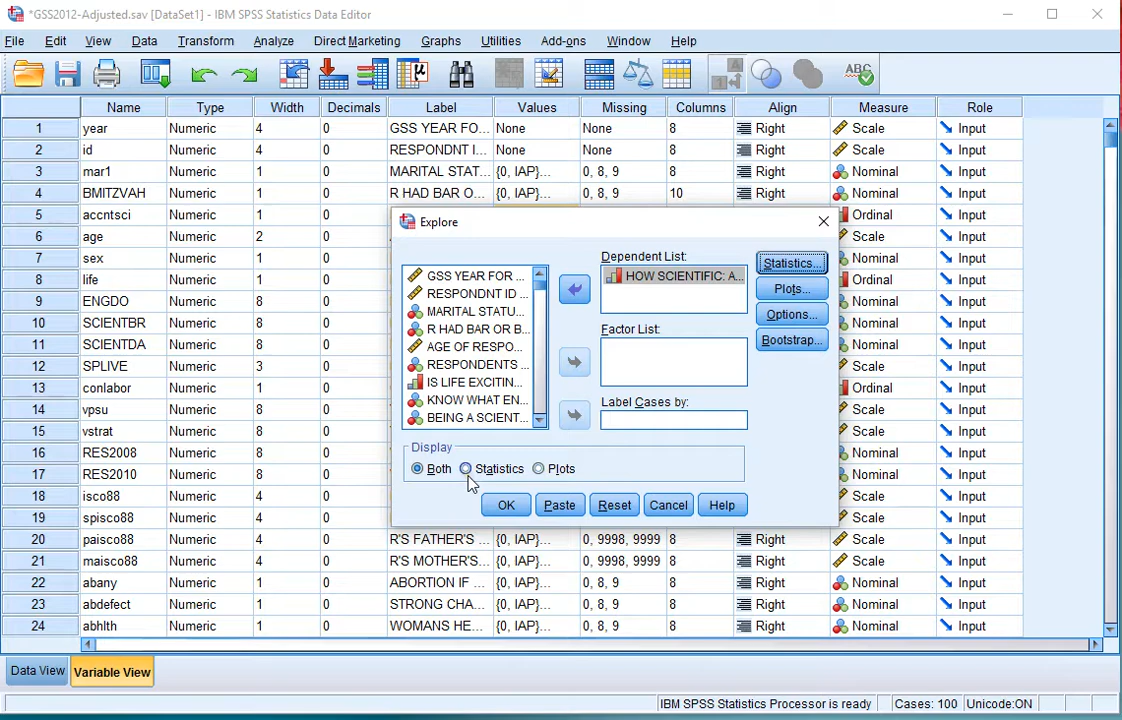 *GSS2012-Adjusted.sav [DataSet1] - IBM SPSS Statistics Data Editor
File Edit View Data Transform Analyze Direct Marketing Graphs Utilities Add-ons Window Help
Name Type Width Decimals Label Values Missing Columns Align Measure Role
1 year Numeric 4 0 GSS YEAR FO... None None 8 Right Scale Input
2 id Numeric 4 0 RESPONDNT I... None None 8 Right Scale Input
3 mar1 Numeric 1 0 MARITAL STAT... {0, IAP}... 0, 8, 9 8 Right Nominal Input
4 BMITZVAH Numeric 1 0 R HAD BAR O... {0, IAP}... 0, 8, 9 10 Right Nominal Input
5 accntsci Numeric 1 0 Ordinal Input
6 age Numeric 2 0 Scale Input
7 sex Numeric 1 0 Nominal Input
8 life Numeric 1 0 Ordinal Input
9 ENGDO Numeric 8 0 Nominal Input
10 SCIENTBR Numeric 8 0 Nominal Input
11 SCIENTDA Numeric 8 0 Nominal Input
12 SPLIVE Numeric 3 0 Scale Input
13 conlabor Numeric 1 0 Ordinal Input
14 vpsu Numeric 8 0 Scale Input
15 vstrat Numeric 8 0 Scale Input
16 RES2008 Numeric 8 0 Nominal Input
17 RES2010 Numeric 8 0 Nominal Input
18 isco88 Numeric 4 0 Scale Input
19 spisco88 Numeric 4 0 Scale Input
20 paisco88 Numeric 4 0 R'S FATHER'S ... {0, IAP}... 0, 9998, 9999 8 Right Scale Input
21 maisco88 Numeric 4 0 R'S MOTHER'S... {0, IAP}... 0, 9998, 9999 8 Right Scale Input
22 abany Numeric 1 0 ABORTION IF ... {0, IAP}... 0, 8, 9 8 Right Nominal Input
23 abdefect Numeric 1 0 STRONG CHA... {0, IAP}... 0, 8, 9 8 Right Nominal Input
24 abhlth Numeric 1 0 WOMANS HE... {0, IAP}... 0, 8, 9 8 Right Nominal Input
Explore
GSS YEAR FOR ...
RESPONDNT ID ...
MARITAL STATU...
R HAD BAR OR B...
AGE OF RESPO...
RESPONDENTS ...
IS LIFE EXCITIN...
KNOW WHAT EN...
BEING A SCIENT...
Dependent List:
HOW SCIENTIFIC: A...
Factor List:
Label Cases by:
Statistics...
Plots...
Options...
Bootstrap...
Display
Both Statistics Plots
OK Paste Reset Cancel Help
Data View Variable View
IBM SPSS Statistics Processor is ready Cases: 100 Unicode:ON